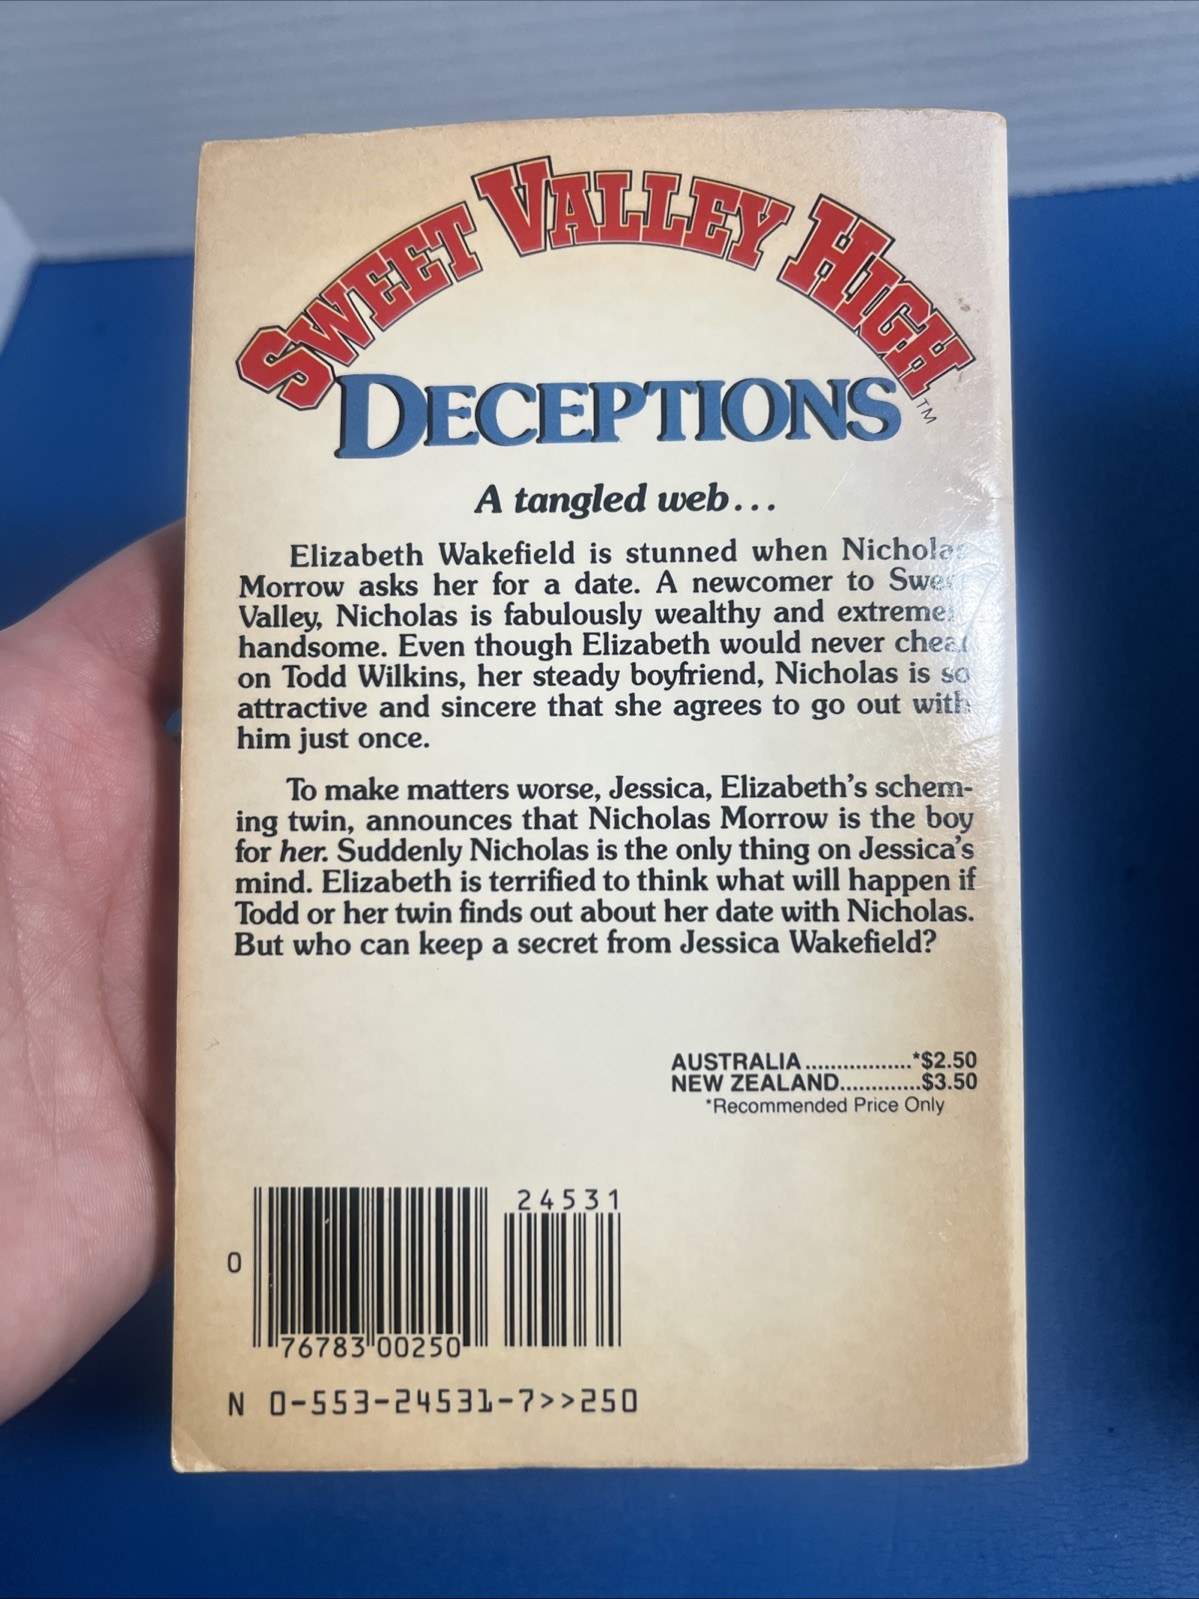 SWEET VALLEY HIGH™
DECEPTIONS
A tangled web...
Elizabeth Wakefield is stunned when Nicholas
Morrow asks her for a date. A newcomer to Sweet
Valley, Nicholas is fabulously wealthy and extremely
handsome. Even though Elizabeth would never cheat
on Todd Wilkins, her steady boyfriend, Nicholas is so
attractive and sincere that she agrees to go out with
him just once.
To make matters worse, Jessica, Elizabeth's schem-
ing twin, announces that Nicholas Morrow is the boy
for her. Suddenly Nicholas is the only thing on Jessica's
mind. Elizabeth is terrified to think what will happen if
Todd or her twin finds out about her date with Nicholas.
But who can keep a secret from Jessica Wakefield?
AUSTRALIA.................*$2.50
NEW ZEALAND.............$3.50
*Recommended Price Only
24531
0
76783 00250
N 0-553-24531-7>>250